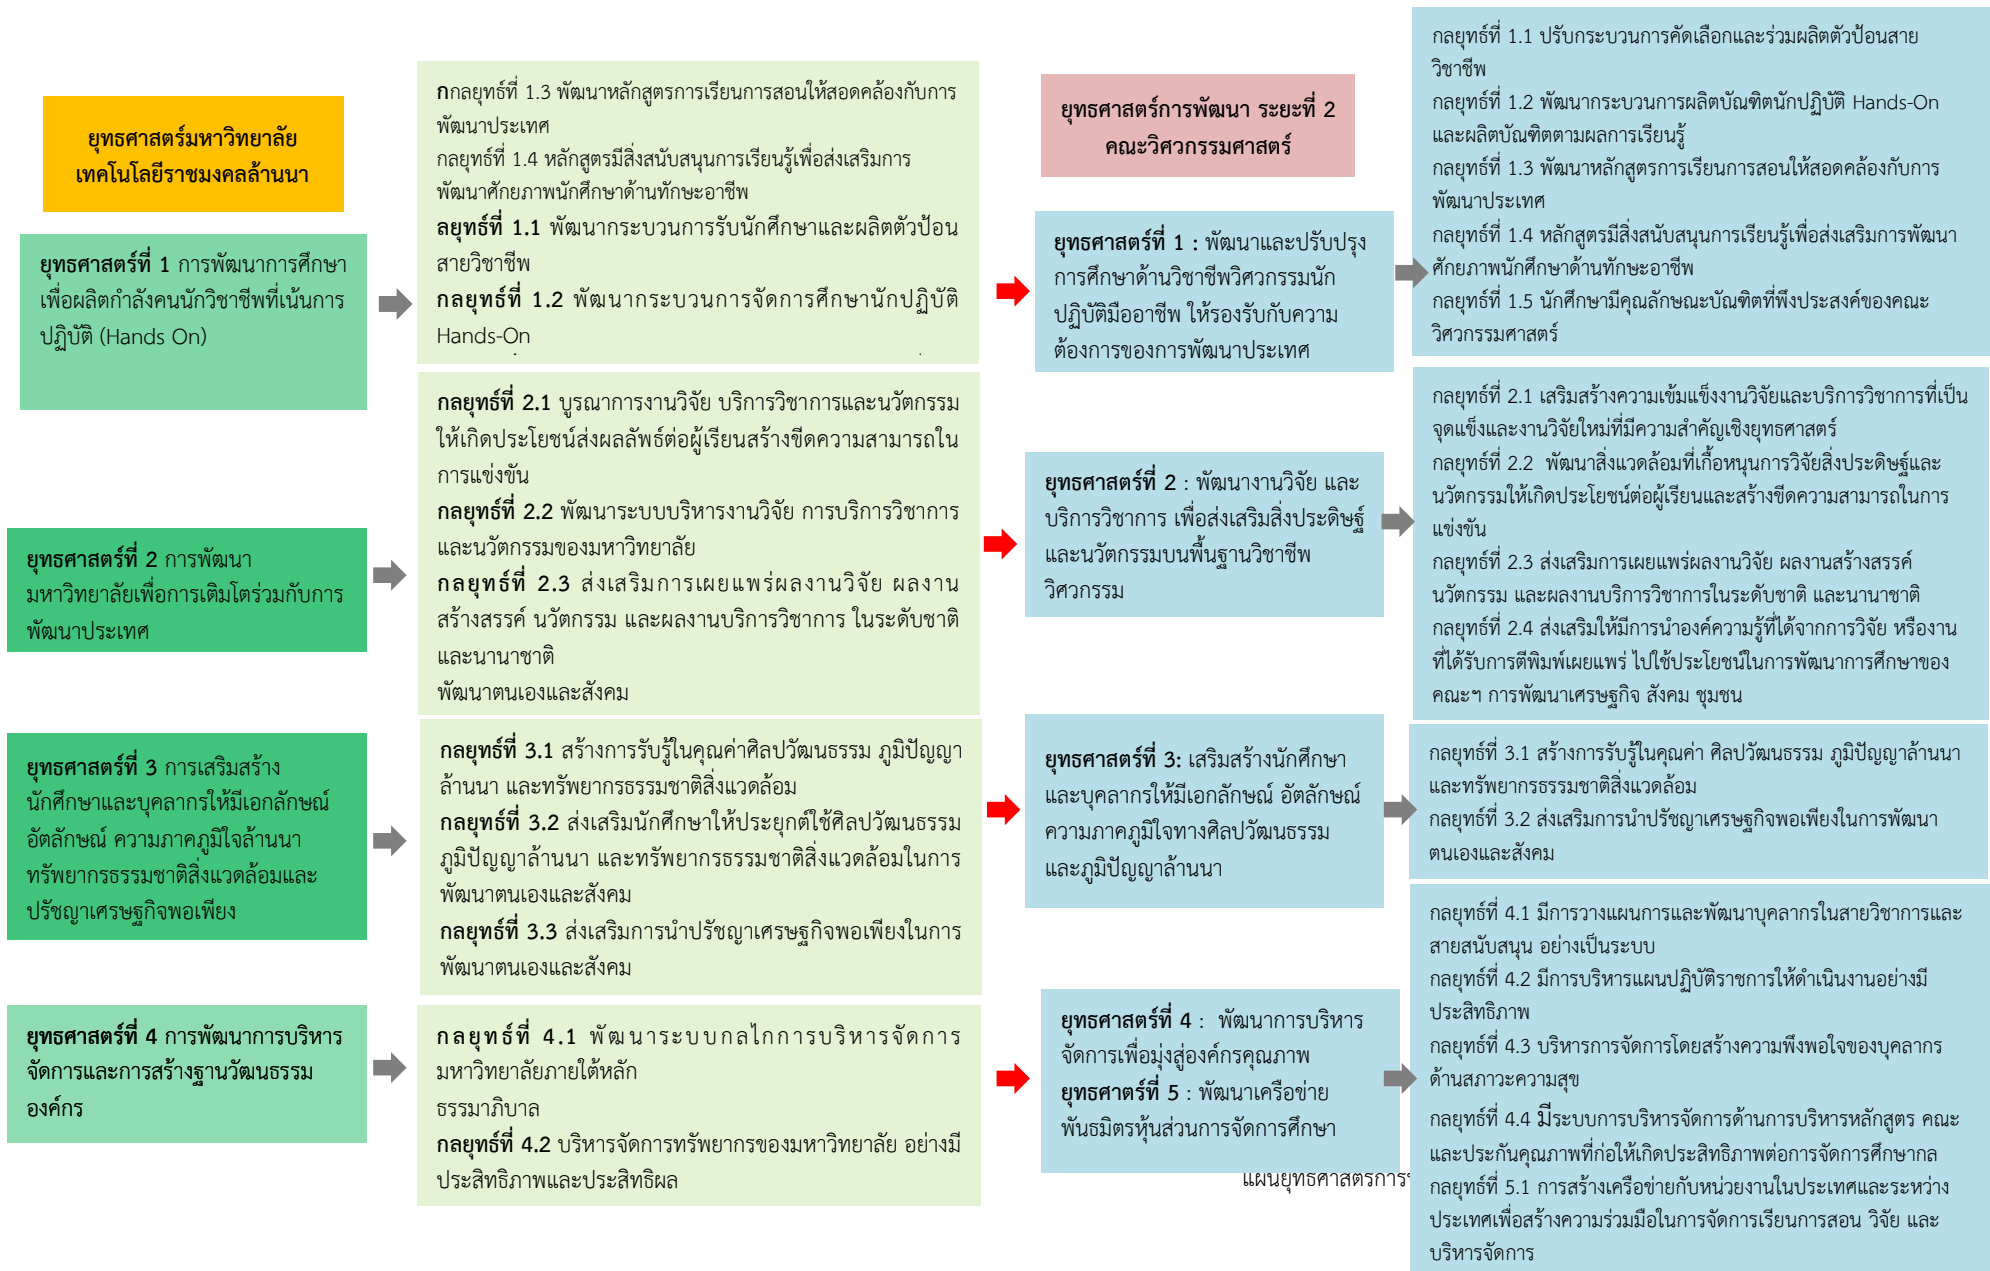 ยุทธศาสตร์มหาวิทยาลัย
เทคโนโลยีราชมงคลล้านนา
ยุทธศาสตร์ที่ 1 การพัฒนาการศึกษา
เพื่อผลิตกำลังคนนักวิชาชีพที่เน้นการ
ปฏิบัติ (Hands On)
ยุทธศาสตร์ที่ 2 การพัฒนา
มหาวิทยาลัยเพื่อการเติมโตร่วมกับการ
พัฒนาประเทศ
ยุทธศาสตร์ที่ 3 การเสริมสร้าง
นักศึกษาและบุคลากรให้มีเอกลักษณ์
อัตลักษณ์ ความภาคภูมิใจล้านนา
ทรัพยากรธรรมชาติสิ่งแวดล้อมและ
ปรัชญาเศรษฐกิจพอเพียง
ยุทธศาสตร์ที่ 4 การพัฒนาการบริหาร
จัดการและการสร้างฐานวัฒนธรรม
องค์กร
กกลยุทธ์ที่ 1.3 พัฒนาหลักสูตรการเรียนการสอนให้สอดคล้องกับการ
พัฒนาประเทศ
กลยุทธ์ที่ 1.4 หลักสูตรมีสิ่งสนับสนุนการเรียนรู้เพื่อส่งเสริมการ
พัฒนาศักยภาพนักศึกษาด้านทักษะอาชีพ
ลยุทธ์ที่ 1.1 พัฒนากระบวนการรับนักศึกษาและผลิตตัวป้อน
สายวิชาชีพ
กลยุทธ์ที่ 1.2 พัฒนากระบวนการจัดการศึกษานักปฏิบัติ
Hands-On
กลยุทธ์ที่ 2.1 บูรณาการงานวิจัย บริการวิชาการและนวัตกรรม
ให้เกิดประโยชน์ส่งผลลัพธ์ต่อผู้เรียนสร้างขีดความสามารถใน
การแข่งขัน
กลยุทธ์ที่ 2.2 พัฒนาระบบบริหารงานวิจัย การบริการวิชาการ
และนวัตกรรมของมหาวิทยาลัย
กลยุทธ์ที่ 2.3 ส่งเสริมการเผยแพร่ผลงานวิจัย ผลงาน
สร้างสรรค์ นวัตกรรม และผลงานบริการวิชาการ ในระดับชาติ
และนานาชาติ
พัฒนาตนเองและสังคม
กลยุทธ์ที่ 3.1 สร้างการรับรู้ในคุณค่าศิลปวัฒนธรรม ภูมิปัญญา
ล้านนา และทรัพยากรธรรมชาติสิ่งแวดล้อม
กลยุทธ์ที่ 3.2 ส่งเสริมนักศึกษาให้ประยุกต์ใช้ศิลปวัฒนธรรม
ภูมิปัญญาล้านนา และทรัพยากรธรรมชาติสิ่งแวดล้อมในการ
พัฒนาตนเองและสังคม
กลยุทธ์ที่ 3.3 ส่งเสริมการนำปรัชญาเศรษฐกิจพอเพียงในการ
พัฒนาตนเองและสังคม
กลยุทธ์ที่ 4.1 พัฒนาระบบกลไกการบริหารจัดการ
มหาวิทยาลัยภายใต้หลัก
ธรรมาภิบาล
กลยุทธ์ที่ 4.2 บริหารจัดการทรัพยากรของมหาวิทยาลัย อย่างมี
ประสิทธิภาพและประสิทธิผล
ยุทธศาสตร์การพัฒนา ระยะที่ 2
คณะวิศวกรรมศาสตร์
ยุทธศาสตร์ที่ 1 : พัฒนาและปรับปรุง
การศึกษาด้านวิชาชีพวิศวกรรมนัก
ปฏิบัติมืออาชีพ ให้รองรับกับความ
ต้องการของการพัฒนาประเทศ
ยุทธศาสตร์ที่ 2 : พัฒนางานวิจัย และ
บริการวิชาการ เพื่อส่งเสริมสิ่งประดิษฐ์
และนวัตกรรมบนพื้นฐานวิชาชีพ
วิศวกรรม
ยุทธศาสตร์ที่ 3: เสริมสร้างนักศึกษา
และบุคลากรให้มีเอกลักษณ์ อัตลักษณ์
ความภาคภูมิใจทางศิลปวัฒนธรรม
และภูมิปัญญาล้านนา
ยุทธศาสตร์ที่ 4 : พัฒนาการบริหาร
จัดการเพื่อมุ่งสู่องค์กรคุณภาพ
ยุทธศาตร์ที่ 5 : พัฒนาเครือข่าย
พันธมิตรหุ้นส่วนการจัดการศึกษา
แผนยุทธศาสตร์การ
กลยุทธ์ที่ 1.1 ปรับกระบวนการคัดเลือกและร่วมผลิตตัวป้อนสาย
วิชาชีพ
กลยุทธ์ที่ 1.2 พัฒนากระบวนการผลิตบัณฑิตนักปฏิบัติ Hands-On
และผลิตบัณฑิตตามผลการเรียนรู้
กลยุทธ์ที่ 1.3 พัฒนาหลักสูตรการเรียนการสอนให้สอดคล้องกับการ
พัฒนาประเทศ
กลยุทธ์ที่ 1.4 หลักสูตรมีสิ่งสนับสนุนการเรียนรู้เพื่อส่งเสริมการพัฒนา
ศักยภาพนักศึกษาด้านทักษะอาชีพ
กลยุทธ์ที่ 1.5 นักศึกษามีคุณลักษณะบัณฑิตที่พึงประสงค์ของคณะ
วิศวกรรมศาสตร์
กลยุทธ์ที่ 2.1 เสริมสร้างความเข้มแข็งงานวิจัยและบริการวิชาการที่เป็น
จุดแข็งและงานวิจัยใหม่ที่มีความสำคัญเชิงยุทธศาสตร์
กลยุทธ์ที่ 2.2 พัฒนาสิ่งแวดล้อมที่เกื้อหนุนการวิจัยสิ่งประดิษฐ์และ
นวัตกรรมให้เกิดประโยชน์ต่อผู้เรียนและสร้างขีดความสามารถในการ
แข่งขัน
กลยุทธ์ที่ 2.3 ส่งเสริมการเผยแพร่ผลงานวิจัย ผลงานสร้างสรรค์
นวัตกรรม และผลงานบริการวิชาการในระดับชาติ และนานาชาติ
กลยุทธ์ที่ 2.4 ส่งเสริมให้มีการนำองค์ความรู้ที่ได้จากการวิจัย หรืองาน
ที่ได้รับการตีพิมพ์เผยแพร่ ไปใช้ประโยชน์ในการพัฒนาการศึกษาของ
คณะฯ การพัฒนาเศรษฐกิจ สังคม ชุมชน
กลยุทธ์ที่ 3.1 สร้างการรับรู้ในคุณค่า ศิลปวัฒนธรรม ภูมิปัญญาล้านนา
และทรัพยากรธรรมชาติสิ่งแวดล้อม
กลยุทธ์ที่ 3.2 ส่งเสริมการนำปรัชญาเศรษฐกิจพอเพียงในการพัฒนา
ตนเองและสังคม
กลยุทธ์ที่ 4.1 มีการวางแผนการและพัฒนาบุคลากรในสายวิชาการและ
สายสนับสนุน อย่างเป็นระบบ
กลยุทธ์ที่ 4.2 มีการบริหารแผนปฏิบัติราชการให้ดำเนินงานอย่างมี
ประสิทธิภาพ
กลยุทธ์ที่ 4.3 บริหารการจัดการโดยสร้างความพึงพอใจของบุคลากร
ด้านสภาวะความสุข
กลยุทธ์ที่ 4.4 มีระบบการบริหารจัดการด้านการบริหารหลักสูตร คณะ
และประกันคุณภาพที่ก่อให้เกิดประสิทธิภาพต่อการจัดการศึกษากล
กลยุทธ์ที่ 5.1 การสร้างเครือข่ายกับหน่วยงานในประเทศและระหว่าง
ประเทศเพื่อสร้างความร่วมมือในการจัดการเรียนการสอน วิจัย และ
บริหารจัดการ